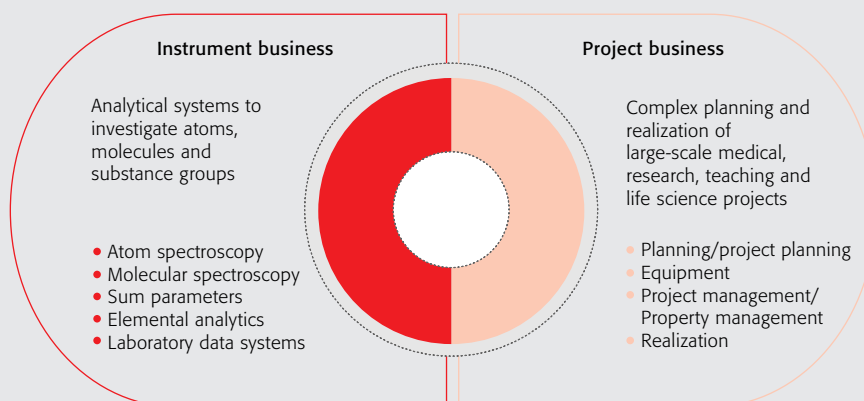 Instrument business
Analytical systems to
investigate atoms,
molecules and
substance groups
• Atom spectroscopy
• Molecular spectroscopy
• Sum parameters
• Elemental analytics
• Laboratory data systems
Project business
Complex planning and
realization of
large-scale medical,
research, teaching and
life science projects
• Planning/project planning
• Equipment
• Project management/
Property management
• Realization